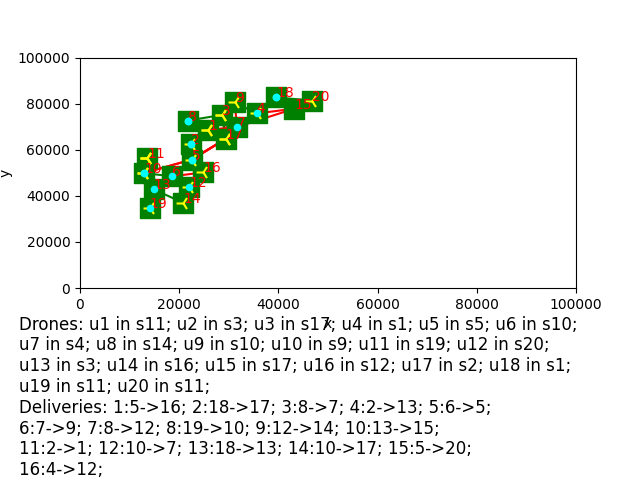 100000
80000
60000
40000
20000
0
y
0 20000 40000 60000 80000 100000
x
Drones: u1 in s11; u2 in s3; u3 in s17; u4 in s1; u5 in s5; u6 in s10;
u7 in s4; u8 in s14; u9 in s10; u10 in s9; u11 in s19; u12 in s20;
u13 in s3; u14 in s16; u15 in s17; u16 in s12; u17 in s2; u18 in s1;
u19 in s11; u20 in s11;
Deliveries: 1:5->16; 2:18->17; 3:8->7; 4:2->13; 5:6->5;
6:7->9; 7:8->12; 8:19->10; 9:12->14; 10:13->15;
11:2->1; 12:10->7; 13:18->13; 14:10->17; 15:5->20;
16:4->12;